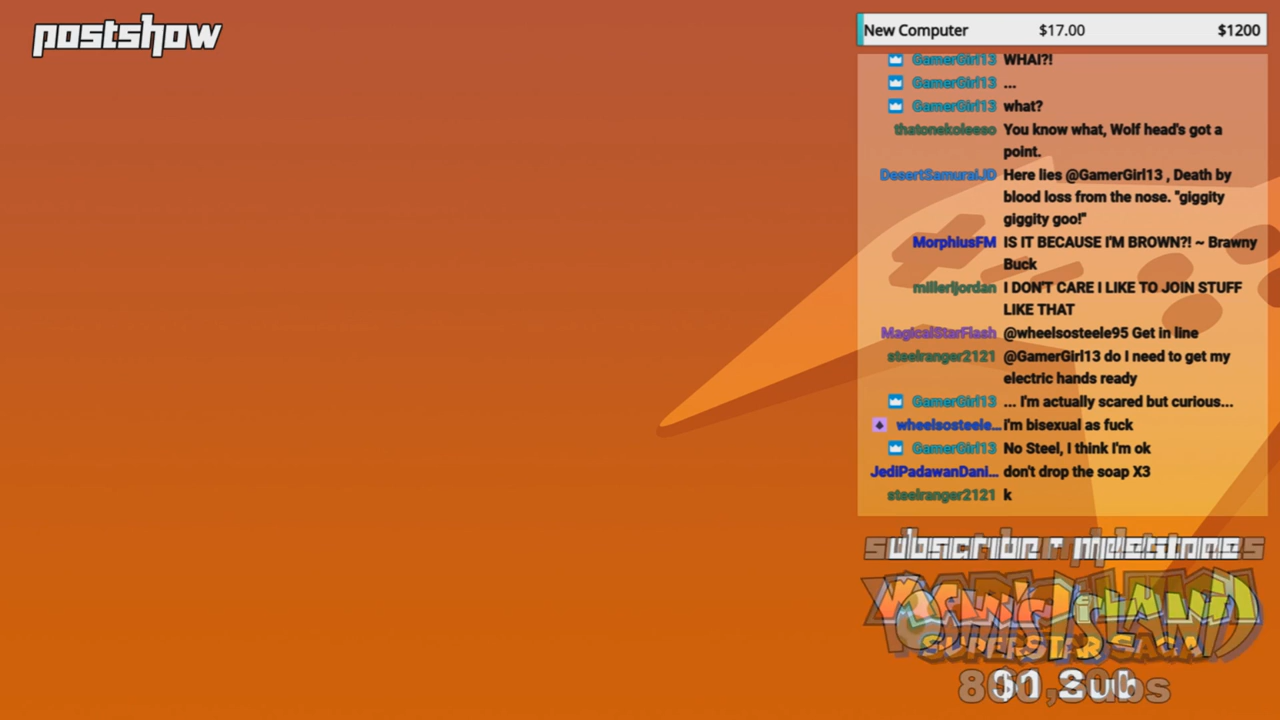 postshow
New Computer $17.00 $1200
GamerGirl13 WHAT?!
GamerGirl13 ...
GamerGirl13 what?
thatonekoleeso You know what, Wolf head's got a
point.
DesertSamuraiJD Here lies @GamerGirl13 , Death by
blood loss from the nose. "giggity
giggity goo!"
MorphiusFM IS IT BECAUSE I'M BROWN?! ~ Brawny
Buck
millerijordan I DON'T CARE I LIKE TO JOIN STUFF
LIKE THAT
MagicalStarFlash @wheelsosteele95 Get in line
steelranger2121 @GamerGirl13 do I need to get my
electric hands ready
GamerGirl13 ... I'm actually scared but curious...
wheelsosteele... i'm bisexual as fuck
GamerGirl13 No Steel, I think I'm ok
JediPadawanDani... don't drop the soap X3
steelranger2121 k
SUPERSTAR SAGA